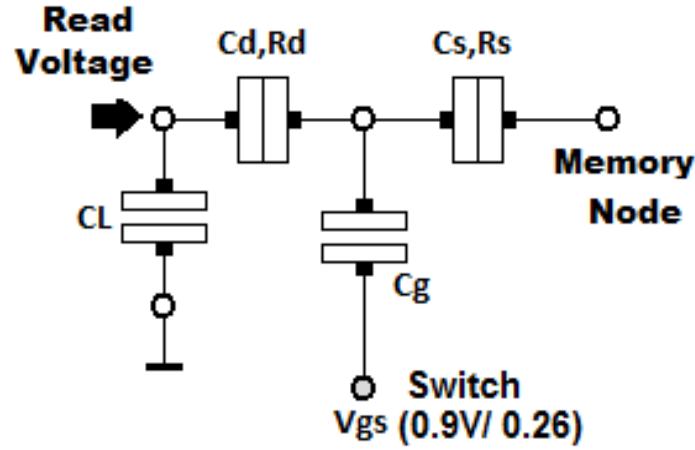 Read
Voltage
Cd,Rd
Cs,Rs
Memory
Node
CL
Cg
Switch
Vgs (0.9V/ 0.26)